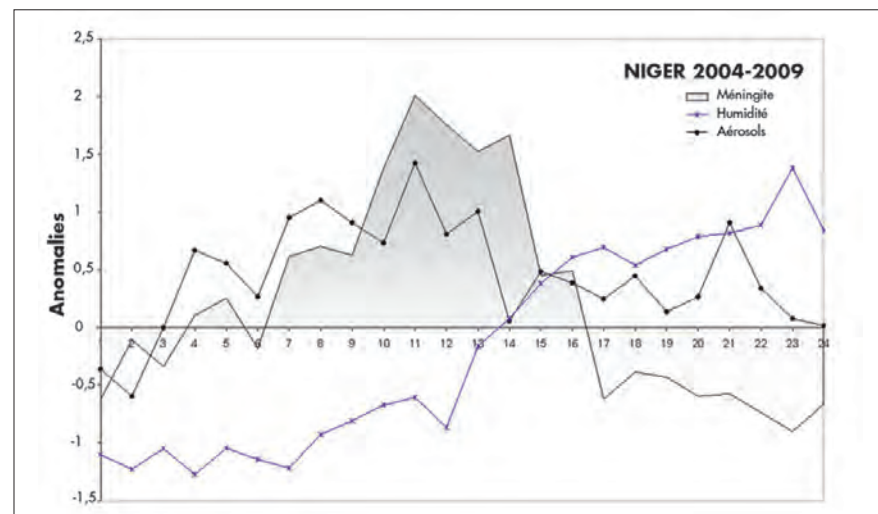 2,5
NIGER 2004-2009
Méningite
Humidité
Aérosols
2
1,5
1
0,5
0
-0,5
-1
-1,5
Anomalies
1 2 3 4 5 6 7 8 9 10 11 12 13 14 15 16 17 18 19 20 21 22 23 24